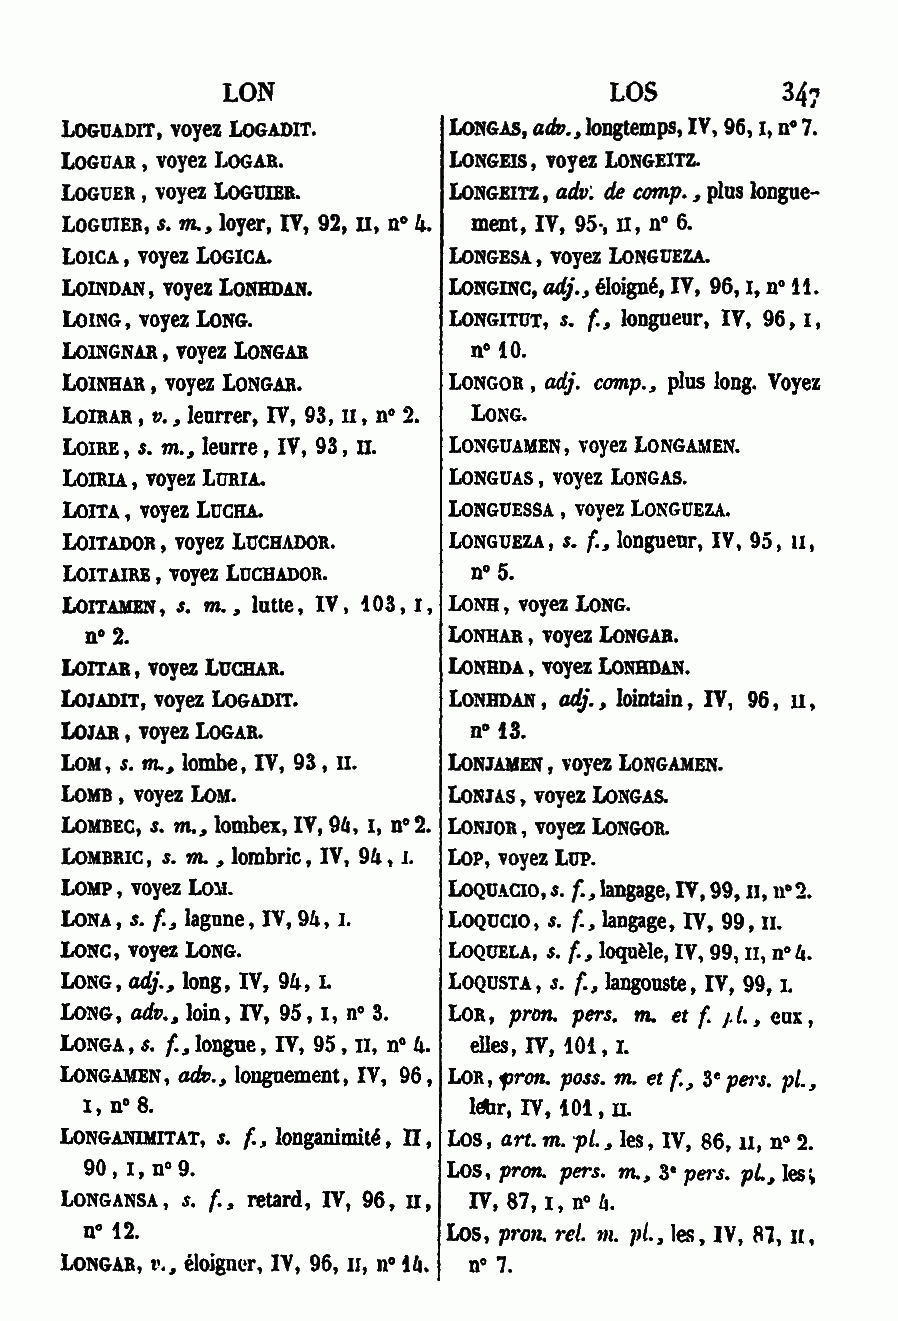 LON LOS 347
LOGUADIT, voyez LOGADIT.
LOGUAR, voyez LOGAR.
LOGUER, voyez LOGUIER.
LOGUIER, s. m., loyer, IV, 92, II, n° 4.
LOICA, voyez LOGICA.
LOINDAN, voyez LONHDAN.
LOING, voyez LONG.
LOINGNAR, voyez LONGAR
LOINHAR, voyez LONGAR.
LOIRAR, v., leurrer, IV, 93, II, n° 2.
LOIRE, s. m., leurre, IV, 93, II.
LOIRIA, voyez LURIA.
LOITA, voyez LUCHA.
LOITADOR, voyez LUCHADOR.
LOITAIRE, voyez LUCHADOR.
LOITAMEN, s. m., lutte, IV, 103, I,
n° 2.
LOITAR, voyez LUCHAR.
LOJADIT, voyez LOGADIT.
LOJAR, voyez LOGAR.
LOM, s. m., lombe, IV, 93, II.
LOMB, voyez LOM.
LOMBEC, s. m., lombex, IV, 94, I, n° 2.
LOMBRIC, s. m., lombric, IV, 94, I.
LOMP, voyez LOM.
LONA, s. f., lagune, IV, 94, I.
LONC, voyez LONG.
LONG, adj., long, IV, 94, I.
LONG, adv., loin, IV, 95, I, n° 3.
LONGA, s. f., longue, IV, 95, II, n° 4.
LONGAMEN, adv., longuement, IV, 96,
I, n° 8.
LONGANIMITAT, s. f., longanimité, II,
90, I, n° 9.
LONGANSA, s. f., retard, IV, 96, II,
n° 12.
LONGAR, v., éloigner, IV, 96, II, n° 14.
LONGAS, adv., longtemps, IV, 96, I, n° 7.
LONGEIS, voyez LONGEITZ.
LONGEITZ, adv. de comp., plus longue-
ment, IV, 95, II, n° 6.
LONGESA, voyez LONGUEZA.
LONGINC, adj., éloigné, IV, 96, I, n° 11.
LONGITUT, s. f., longueur, IV, 96, I,
n° 10.
LONGOR, adj. comp., plus long. Voyez
LONG.
LONGUAMEN, voyez LONGAMEN.
LONGUAS, voyez LONGAS.
LONGUESSA, voyez LONGUEZA.
LONGUEZA, s. f., longueur, IV, 95, II,
n° 5.
LONH, voyez LONG.
LONHAR, voyez LONGAR.
LONHDA, voyez LONHDAN.
LONHDAN, adj., lointain, IV, 96, II,
n° 13.
LONJAMEN, voyez LONGAMEN.
LONJAS, voyez LONGAS.
LONJOR, voyez LONGOR.
LOP, voyez LUP.
LOQUACIO, s. f., langage, IV, 99, II, n° 2.
LOQUCIO, s. f., langage, IV, 99, II.
LOQUELA, s. f., loquèle, IV, 99, II, n° 4.
LOQUSTA, s. f., langouste, IV, 99, I.
LOR, pron. pers. m. et f. pl., eux,
elles, IV, 101, I.
LOR, pron. poss. m. et f., 3e pers. pl.,
leur, IV, 101, II.
LOS, art. m. pl., les, IV, 86, II, n° 2.
LOS, pron. pers. m., 3e pers. pl., les,
IV, 87, I, n° 4.
LOS, pron. rel. m. pl., les, IV, 87, II,
n° 7.